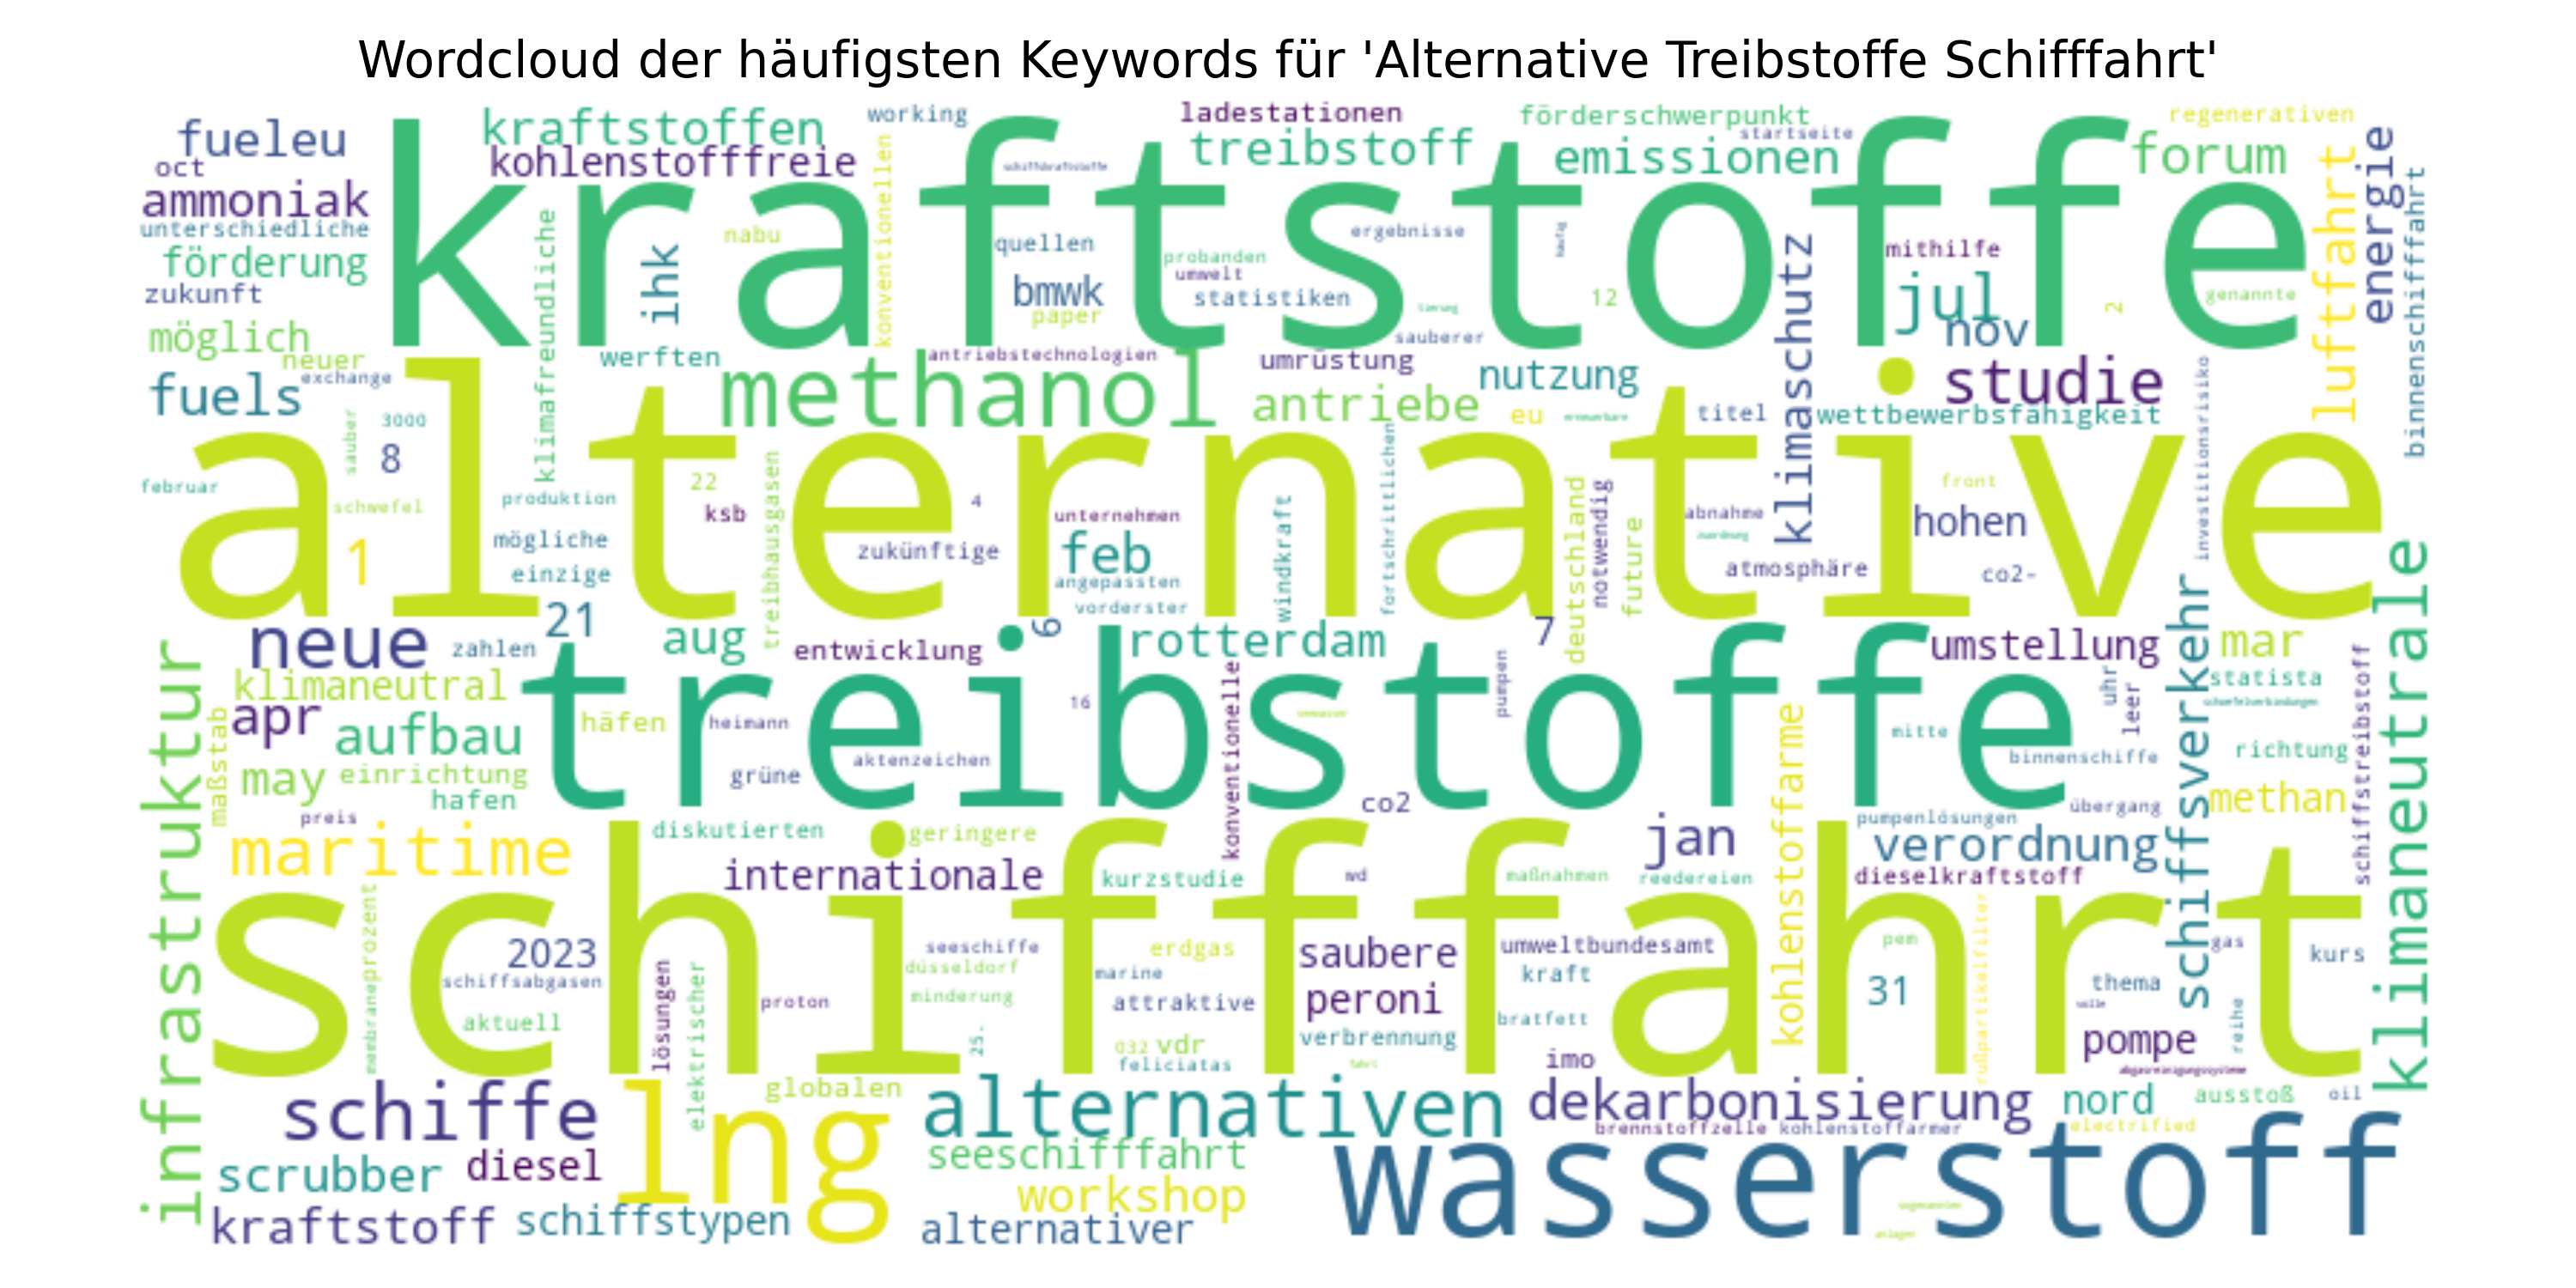 Wordcloud der häufigsten Keywords für 'Alternative Treibstoffe Schifffahrt'
fueleu
kraftstoffen
working
ladestationen
förderschwerpunkt
startseite
regenerativen
oct
kohlenstofffreie
treibstoff
emissionen
forum
ammoniak
kraftstoffe
unterschiedliche
förderung
zukunft
klimafreundliche
ihk
nabu
konventionellen
quellen
bmwk
paper
probanden
umwelt
statistiken
ergebnisse
sauberer
12
klimaschutz
mithilfe
jul
nov
2
genannte
luftfahrt
energie
binnenschifffahrt
möglich
neuer
werften
antriebstechnologien
umrüstung
nutzung
studie
fuels
exchange
methanol
antriebe
eu
titel
wettbewerbsfähigkeit
investitionsrisiko
alternative
sauber
3000
8
februar
schwefel
1
produktion
mögliche
einzige
21
22
ksb
treibhausgasen
4
zukünftige
unternehmen
feb
angepassten
vorderster
windkraft
fortschrittlichen
deutschland
notwendig
future
abnahme
atmosphäre
hohen
front
co2-
neue
zahlen
aug
entwicklung
6
rotterdam
7
umstellung
mar
schiffsverkehr
klimaneutrale
infrastruktur
klimaneutral
treibstoffe
apr
maßstab
aufbau
häfen
heimann
16
konventionelle
pumpen
kohlenstoffarme
mitte
uhr
leer
statista
binnenschiffe
richtung
schiffstreibstoff
may
einrichtung
hafen
grüne
aktenzeichen
co2
übergang
methan
preis
maritime
diskutierten
geringere
internationale
kurzstudie
wd
maßnahmen
jan
reedereien
pumpenlösungen
verordnung
dieselkraftstoff
schifffahrt
membraneprozent
2023
schiffsabgasen
aktuell
lösungen
elektrischer
proton
seeschiffe
düsseldorf
minderung
25.
erdgas
marine
attraktive
032
vdr
feliciatas
saubere
peroni
verbrennung
umweltbundesamt
kraft
bratfett
imo
pem
31
rußpartikelfilter
thema
gas
kurs
pompe
reihe
abgasreinigungssysteme
schiffe
lng
globalen
alternativen
dekarbonisierung
nord
ausstoß
oil
brennstoffzelle
kohlenstoffarmer
electrified
scrubber
diesel
seeschifffahrt
wasserstoff
workshop
kraftstoff
schiffstypen
alternativer